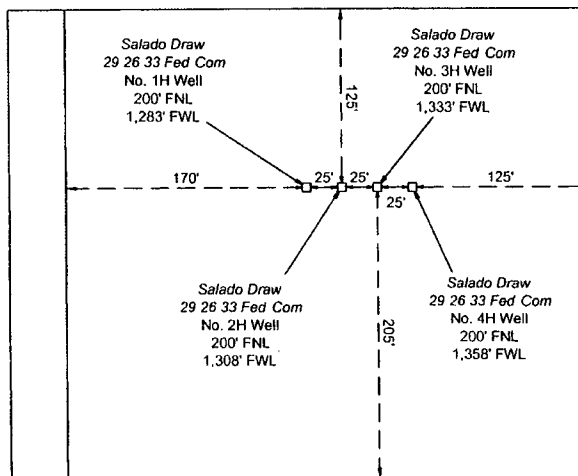 Salado Draw
29 26 33 Fed Com
No. 1H Well
200' FNL
1,283' FWL
Salado Draw
29 26 33 Fed Com
No. 3H Well
200' FNL
1,333' FWL
125'
170'
25'
25'
25'
125'
Salado Draw
29 26 33 Fed Com
No. 2H Well
200' FNL
1,308' FWL
205'
Salado Draw
29 26 33 Fed Com
No. 4H Well
200' FNL
1,358' FWL